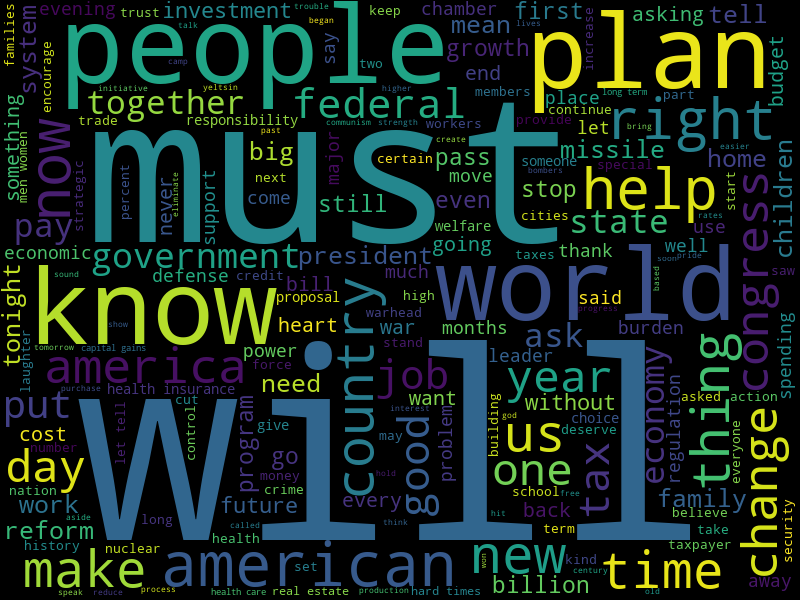 families
evening
trust
investment
talk
began
trouble
chamber
first
lives
asking
tell
system
encourage
people
keep
mean
plan
increase
say
growth
budget
camp
two
end
initiative
yeltsin
higher
members
long term
part
together
federal
place
continue
right
something
men women
now
trade
responsibility
past
communism
strength
workers
create
provide
bring
let
must
strategic
percent
never
eliminate
support
big
major
certain
pass
someone
missile
easier
home
children
next
move
bombers
special
start
come
still
even
welfare
stop
help
rates
use
pay
cities
state
economic
government
president
going
taxes
thank
well
congress
tonight
sound
defense
credit
bill
much
world
soon
pride
based
saw
know
proposal
high
said
progress
country
warhead
months
burden
laughter
tomorrow
show
capital gains
heart
war
ask
power
stand
leader
thing
spending
america
force
job
year
economy
regulation
purchase
health insurance
need
want
without
put
cut
let tell
control
program
give
interest
god
building
choice
asked
action
number
may
good
problem
us
deserve
tax
change
everyone
cost
will
go
day
money
one
nation
crime
every
school
free
family
work
future
hold
hit
back
believe
long
called
think
term
take
security
reform
history
aside
health
taxpayer
nuclear
won
new
kind
make
set
american
century
time
billion
away
speak
reduce
process
health care
real estate
production
hard times
old